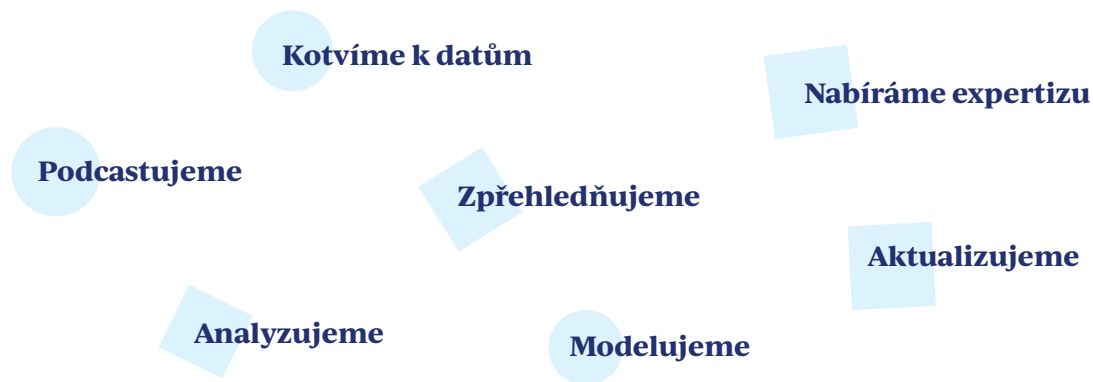 Kotvíme k datům
Nabíráme expertizu
Podcastujeme
Zpřehledňujeme
Aktualizujeme
Analyzujeme
Modelujeme